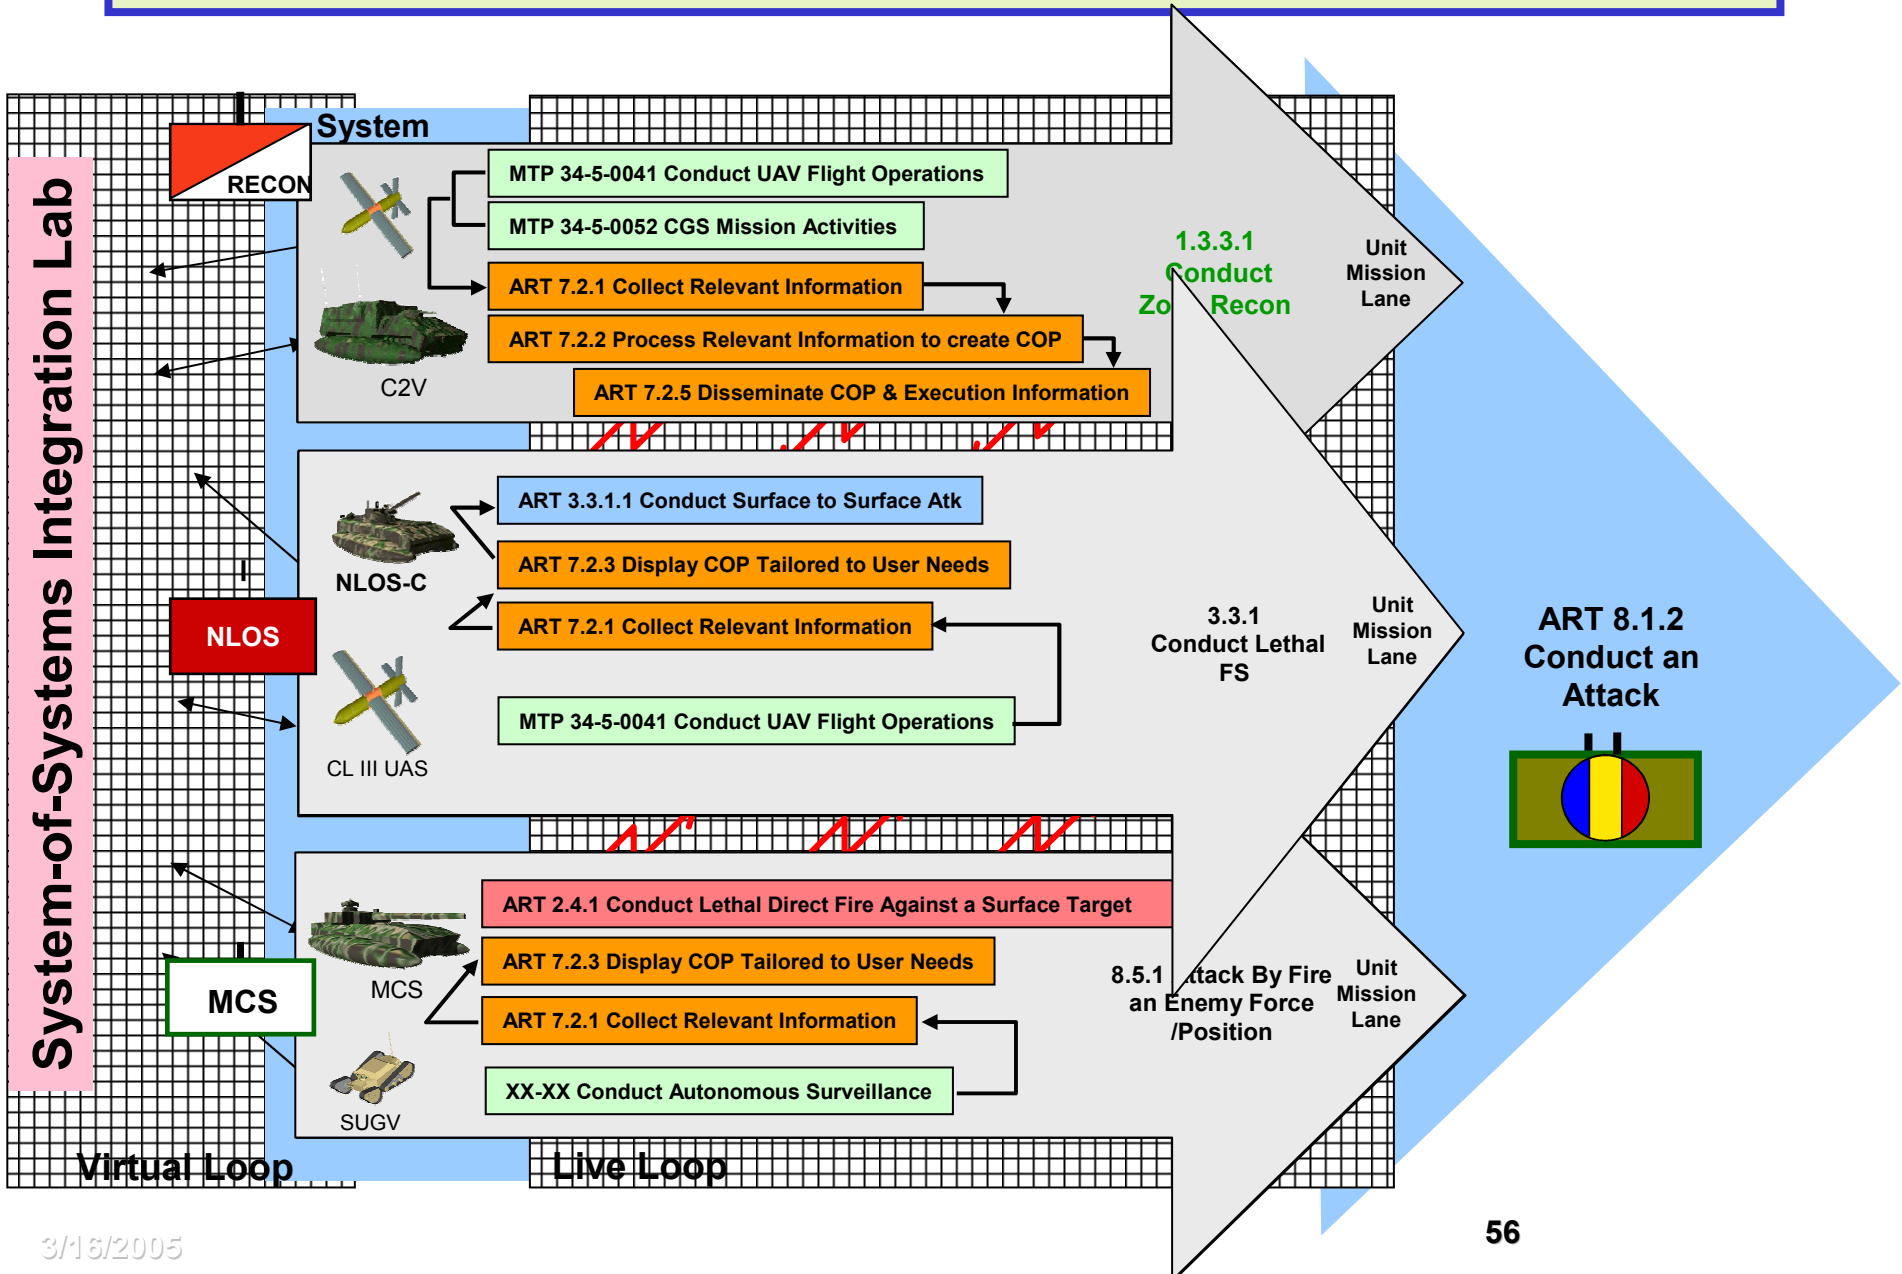 System-of-Systems Integration Lab
System
RECON
MTP 34-5-0041 Conduct UAV Flight Operations
MTP 34-5-0052 CGS Mission Activities
ART 7.2.1 Collect Relevant Information
ART 7.2.2 Process Relevant Information to create COP
ART 7.2.5 Disseminate COP & Execution Information
C2V
1.3.3.1
Conduct
Zo Recon
Unit
Mission
Lane
NLOS
ART 3.3.1.1 Conduct Surface to Surface Atk
ART 7.2.3 Display COP Tailored to User Needs
ART 7.2.1 Collect Relevant Information
MTP 34-5-0041 Conduct UAV Flight Operations
NLOS-C
CL III UAS
3.3.1
Conduct Lethal
FS
Unit
Mission
Lane
MCS
ART 2.4.1 Conduct Lethal Direct Fire Against a Surface Target
ART 7.2.3 Display COP Tailored to User Needs
ART 7.2.1 Collect Relevant Information
XX-XX Conduct Autonomous Surveillance
MCS
SUGV
8.5.1 ttack By Fire
an Enemy Force
/Position
Unit
Mission
Lane
ART 8.1.2
Conduct an
Attack
Virtual Loop
Live Loop
3/16/2005
56